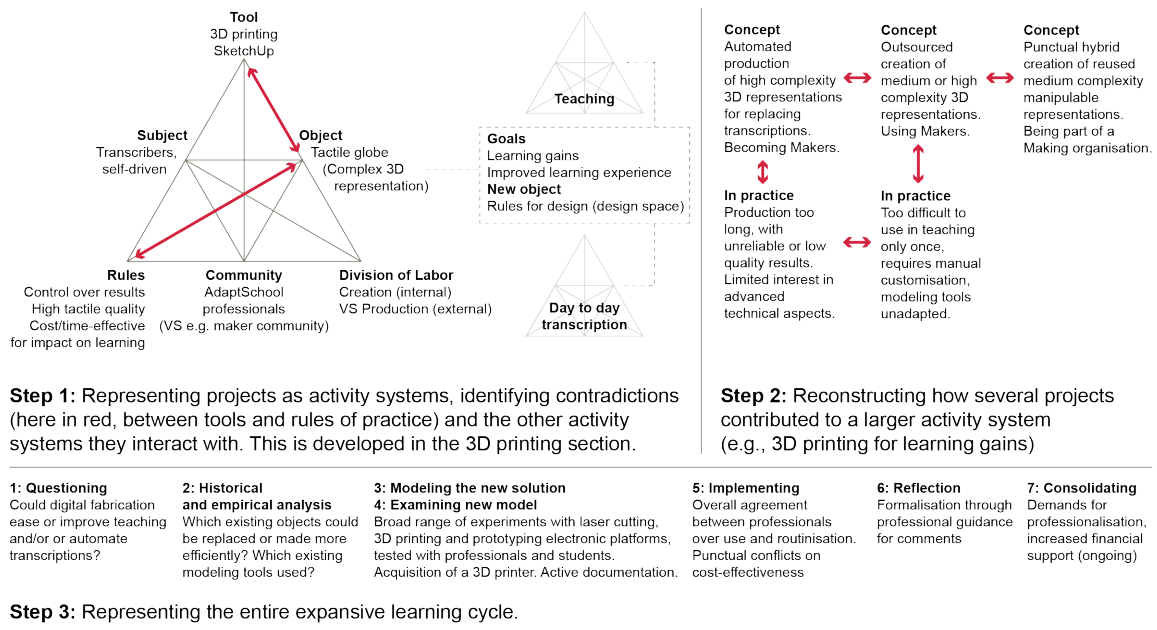 Tool
3D printing
SketchUp
Subject
Transcribers,
self-driven
Object
Tactile globe
(Complex 3D
representation)
Rules
Control over results
High tactile quality
Cost/time-effective
for impact on learning
Community
AdaptSchool
professionals
(VS e.g. maker community)
Division of Labor
Creation (internal)
VS Production (external)
Teaching
Goals
Learning gains
Improved learning experience
New object
Rules for design (design space)
Day to day
transcription
Step 1: Representing projects as activity systems, identifying contradictions
(here in red, between tools and rules of practice) and the other activity
systems they interact with. This is developed in the 3D printing section.
Concept
Automated
production
of high complexity
3D representations
for replacing
transcriptions.
Becoming Makers.
Concept
Outsourced
creation of
medium or high
complexity 3D
representations.
Using Makers.
Concept
Punctual hybrid
creation of reused
medium complexity
manipulable
representations.
Being part of a
Making organisation.
In practice
Production too
long, with
unreliable or low
quality results.
Limited interest in
advanced
technical aspects.
In practice
Too difficult to
use in teaching
only once,
requires manual
customisation,
modeling tools
unadapted.
Step 2: Reconstructing how several projects
contributed to a larger activity system
(e.g., 3D printing for learning gains)
1: Questioning
Could digital fabrication
ease or improve teaching
and/or or automate
transcriptions?
2: Historical
and empirical analysis
Which existing objects could
be replaced or made more
efficiently? Which existing
modeling tools used?
3: Modeling the new solution
4: Examining new model
Broad range of experiments with laser cutting,
3D printing and prototyping electronic platforms,
tested with professionals and students.
Acquisition of a 3D printer. Active documentation.
5: Implementing
Overall agreement
between professionals
over use and routinisation.
Punctual conflicts on
cost-effectiveness
6: Reflection
Formalisation through
professional guidance
for comments
7: Consolidating
Demands for
professionalisation,
increased financial
support (ongoing)
Step 3: Representing the entire expansive learning cycle.